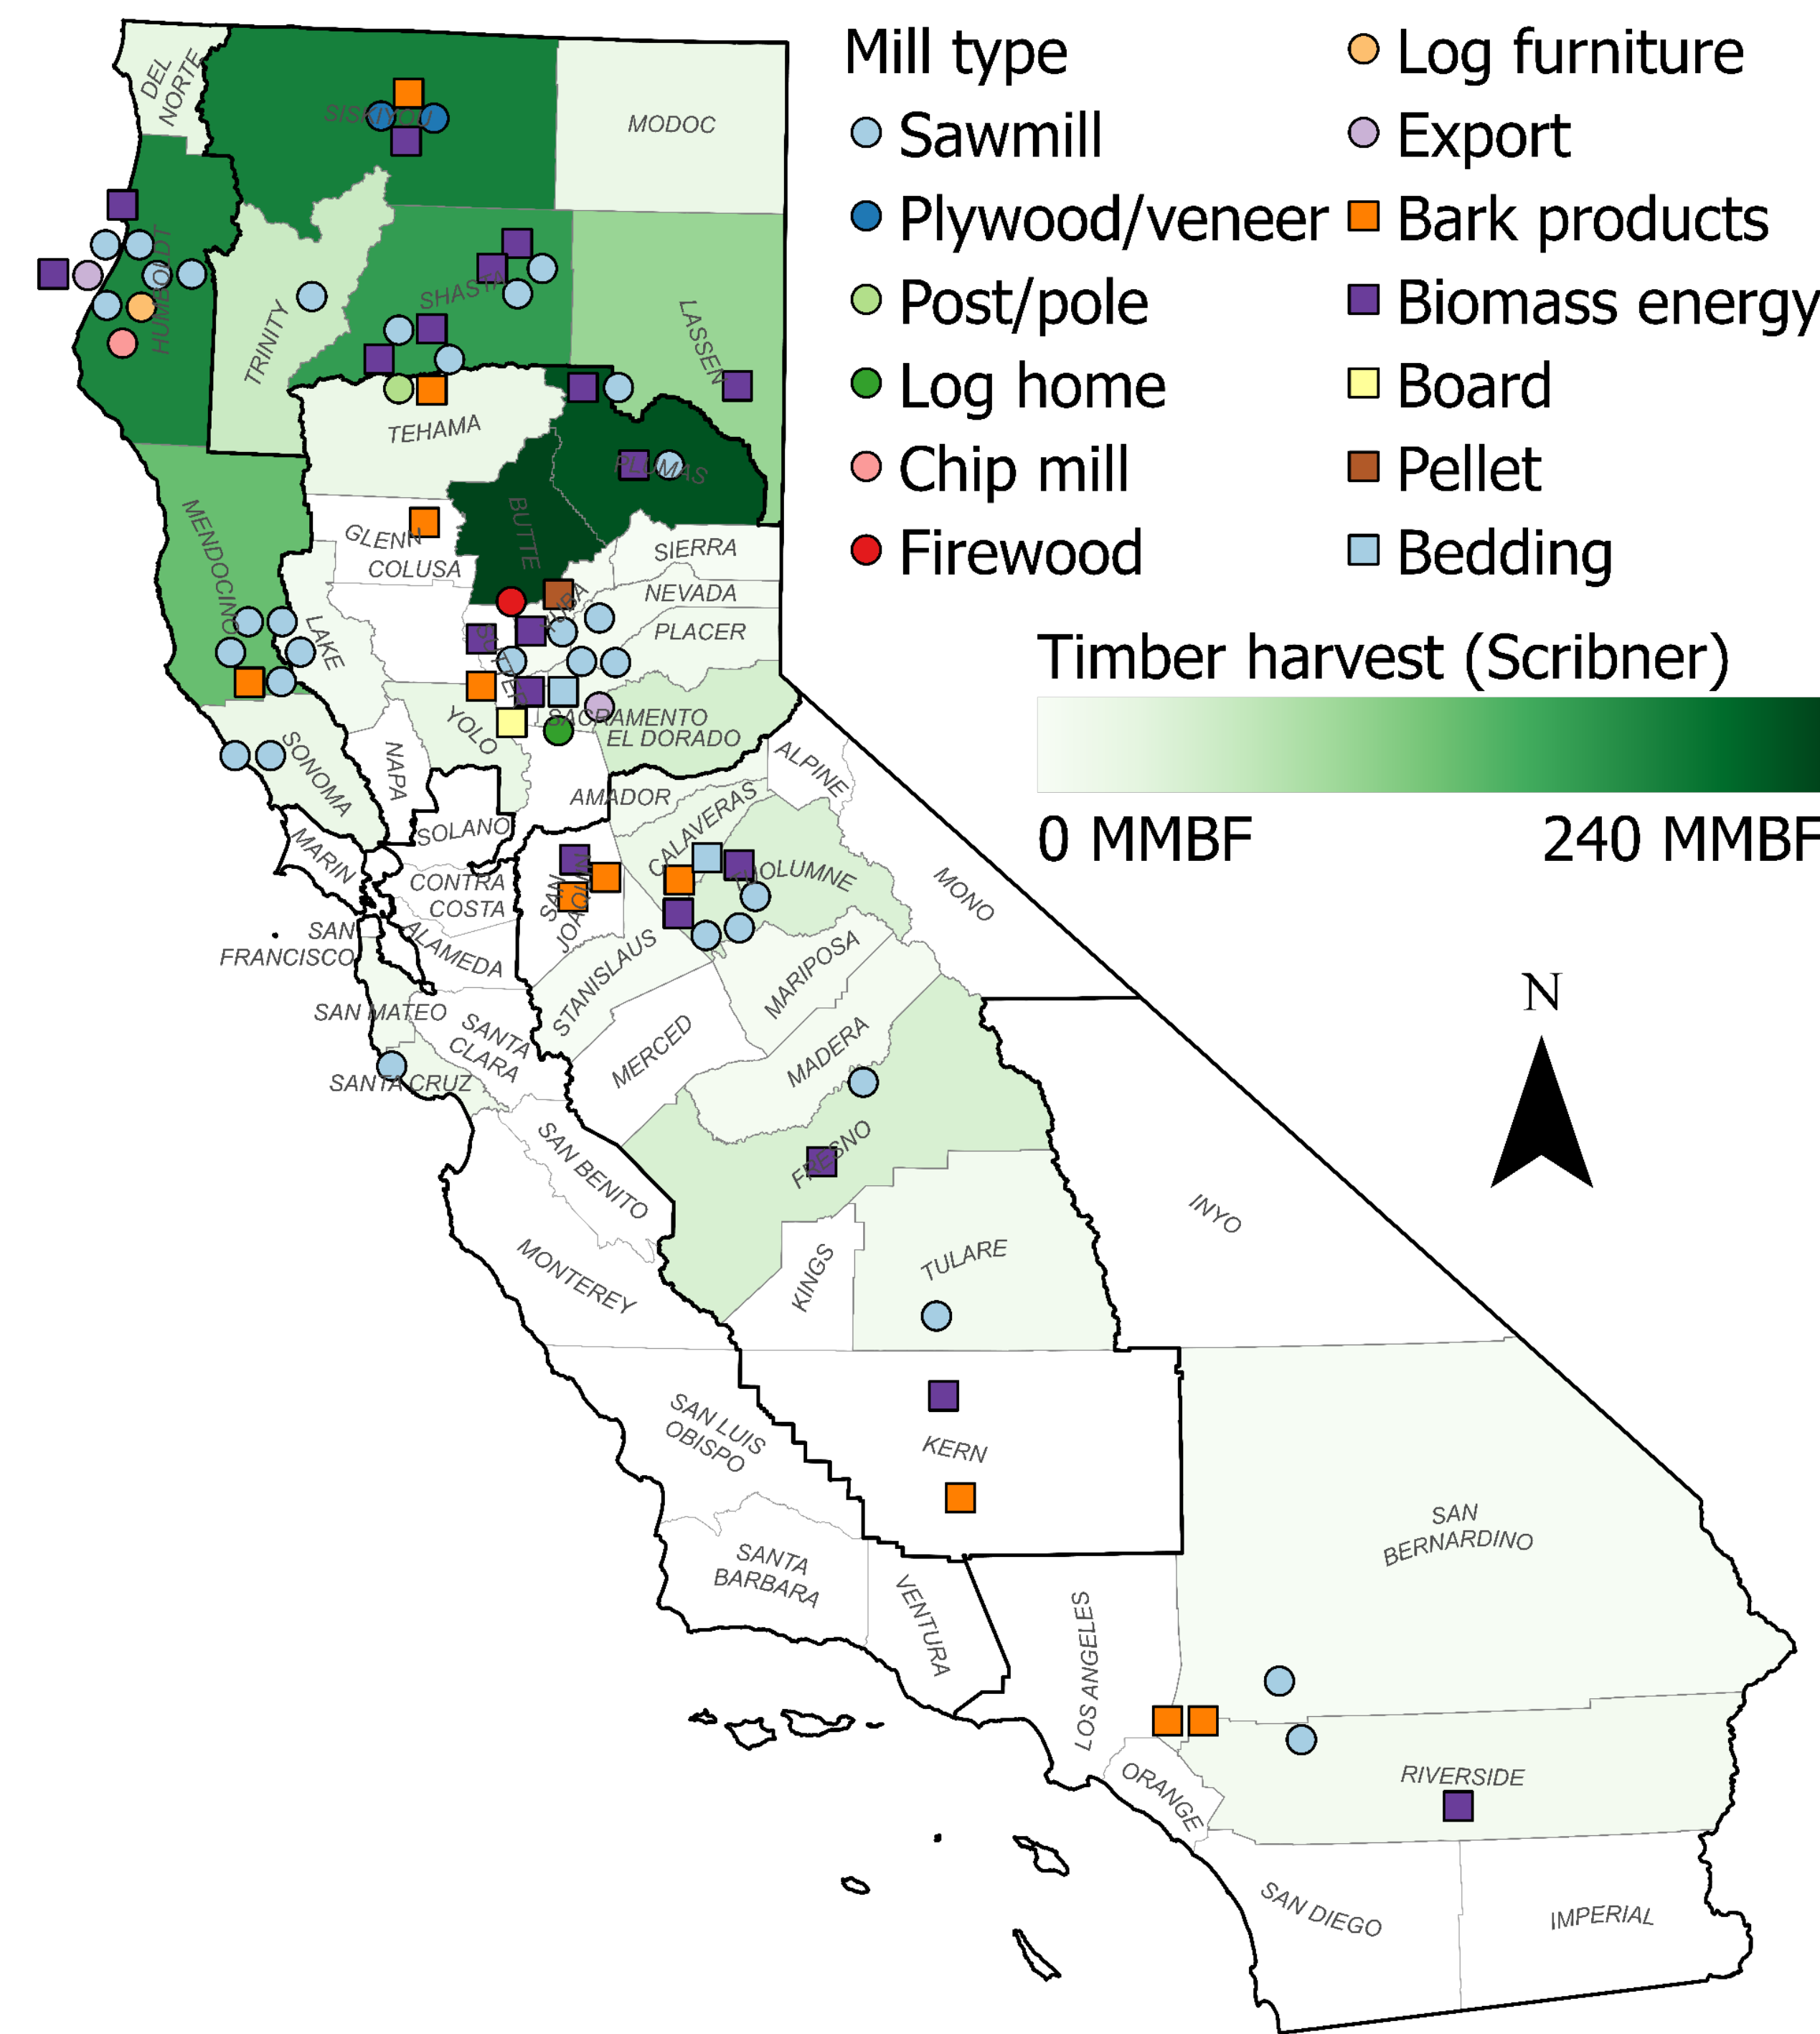 Mill type
Sawmill
Plywood/veneer
Post/pole
Log home
Chip mill
Firewood
Log furniture
Export
Bark products
Biomass energy
Board
Pellet
Bedding
Timber harvest (Scribner)
0 MMBF
240 MMBF
N
DEL
NORTE
SISKIYOU
MODOC
HUMBOLDT
TRINITY
SHASTA
LASSEN
TEHAMA
PLUMAS
MENDOCINO
GLENN
BUTTE
COLUSA
SIERRA
NEVADA
YUBA
PLACER
LAKE
SUTTER
YOLO
SACRAMENTO
EL DORADO
SONOMA
NAPA
ALPINE
AMADOR
SOLANO
CALAVERAS
MARIN
CONTRA
COSTA
SAN
JOAQUIN
TUOLUMNE
MONO
SAN
FRANCISCO
ALAMEDA
STANISLAUS
MARIPOSA
SAN MATEO
SANTA
CLARA
MERCED
MADERA
SANTA CRUZ
SAN BENITO
FRESNO
INYO
MONTEREY
KINGS
TULARE
SAN LUIS
OBISPO
KERN
SAN
BERNARDINO
SANTA
BARBARA
VENTURA
LOS ANGELES
ORANGE
RIVERSIDE
SAN DIEGO
IMPERIAL